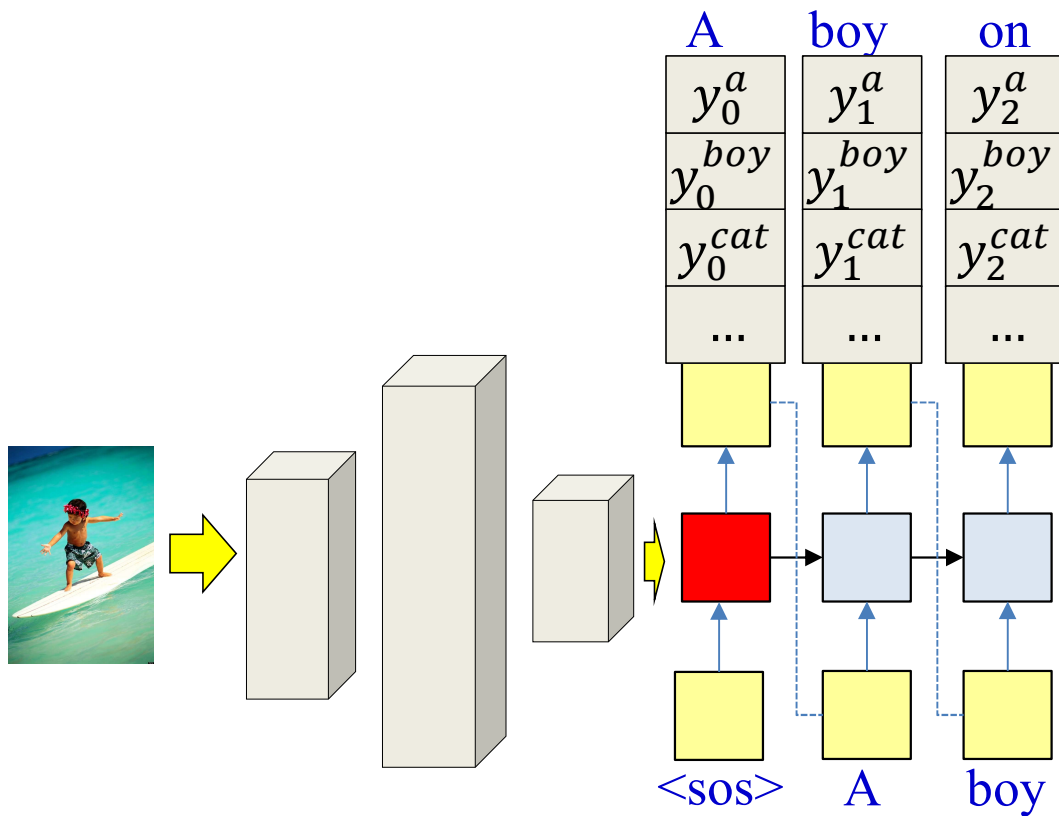 A boy on
y_0^a y_1^a y_2^a
y_0^{boy} y_1^{boy} y_2^{boy}
y_0^{cat} y_1^{cat} y_2^{cat}
... ... ...
<sos> A boy